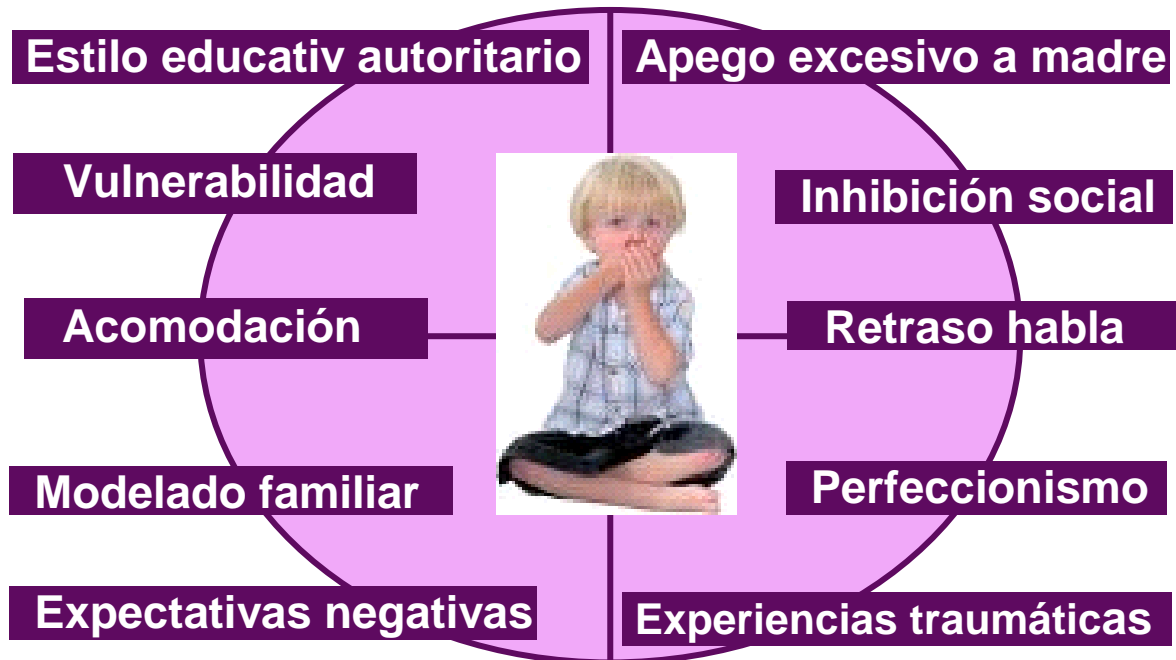 Estilo educativ autoritario
Apego excesivo a madre
Vulnerabilidad
Inhibición social
Acomodación
Retraso habla
Modelado familiar
Perfeccionismo
Expectativas negativas
Experiencias traumáticas